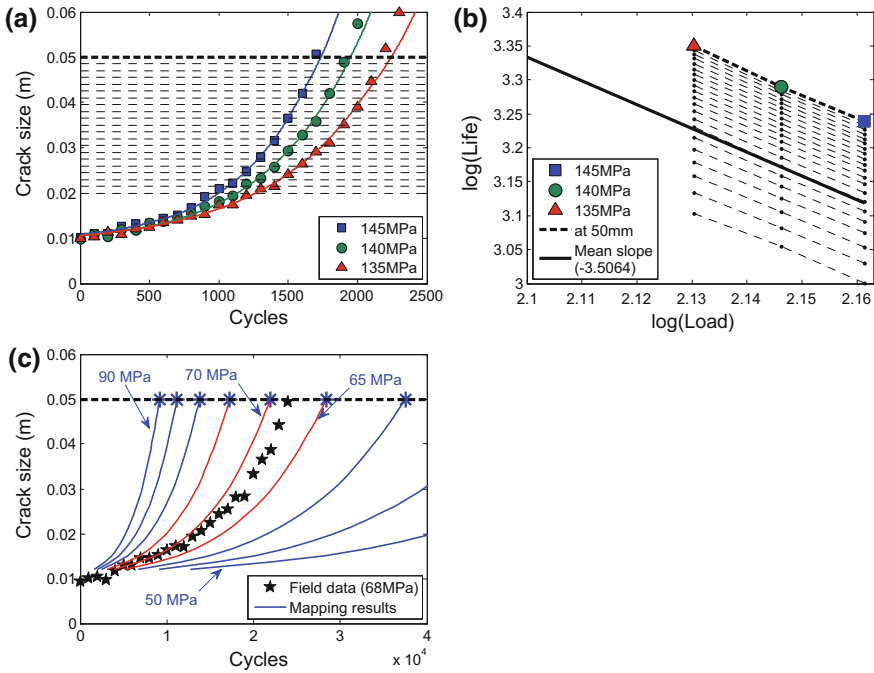 (a)
0.06
0.05
0.04
0.03
0.02
0.01
0
Crack size (m)
145MPa
140MPa
135MPa
0 500 1000 1500 2000 2500
Cycles
(b)
3.4
3.35
3.3
3.25
3.2
3.15
3.1
3.05
3
log(Life)
145MPa
140MPa
135MPa
at 50mm
Mean slope
(-3.5064)
2.1 2.11 2.12 2.13 2.14 2.15 2.16
log(Load)
(c)
0.06
0.05
0.04
0.03
0.02
0.01
0
Crack size (m)
90 MPa
70 MPa
65 MPa
50 MPa
Field data (68MPa)
Mapping results
0 10 20 30 40
Cycles
x 10⁴